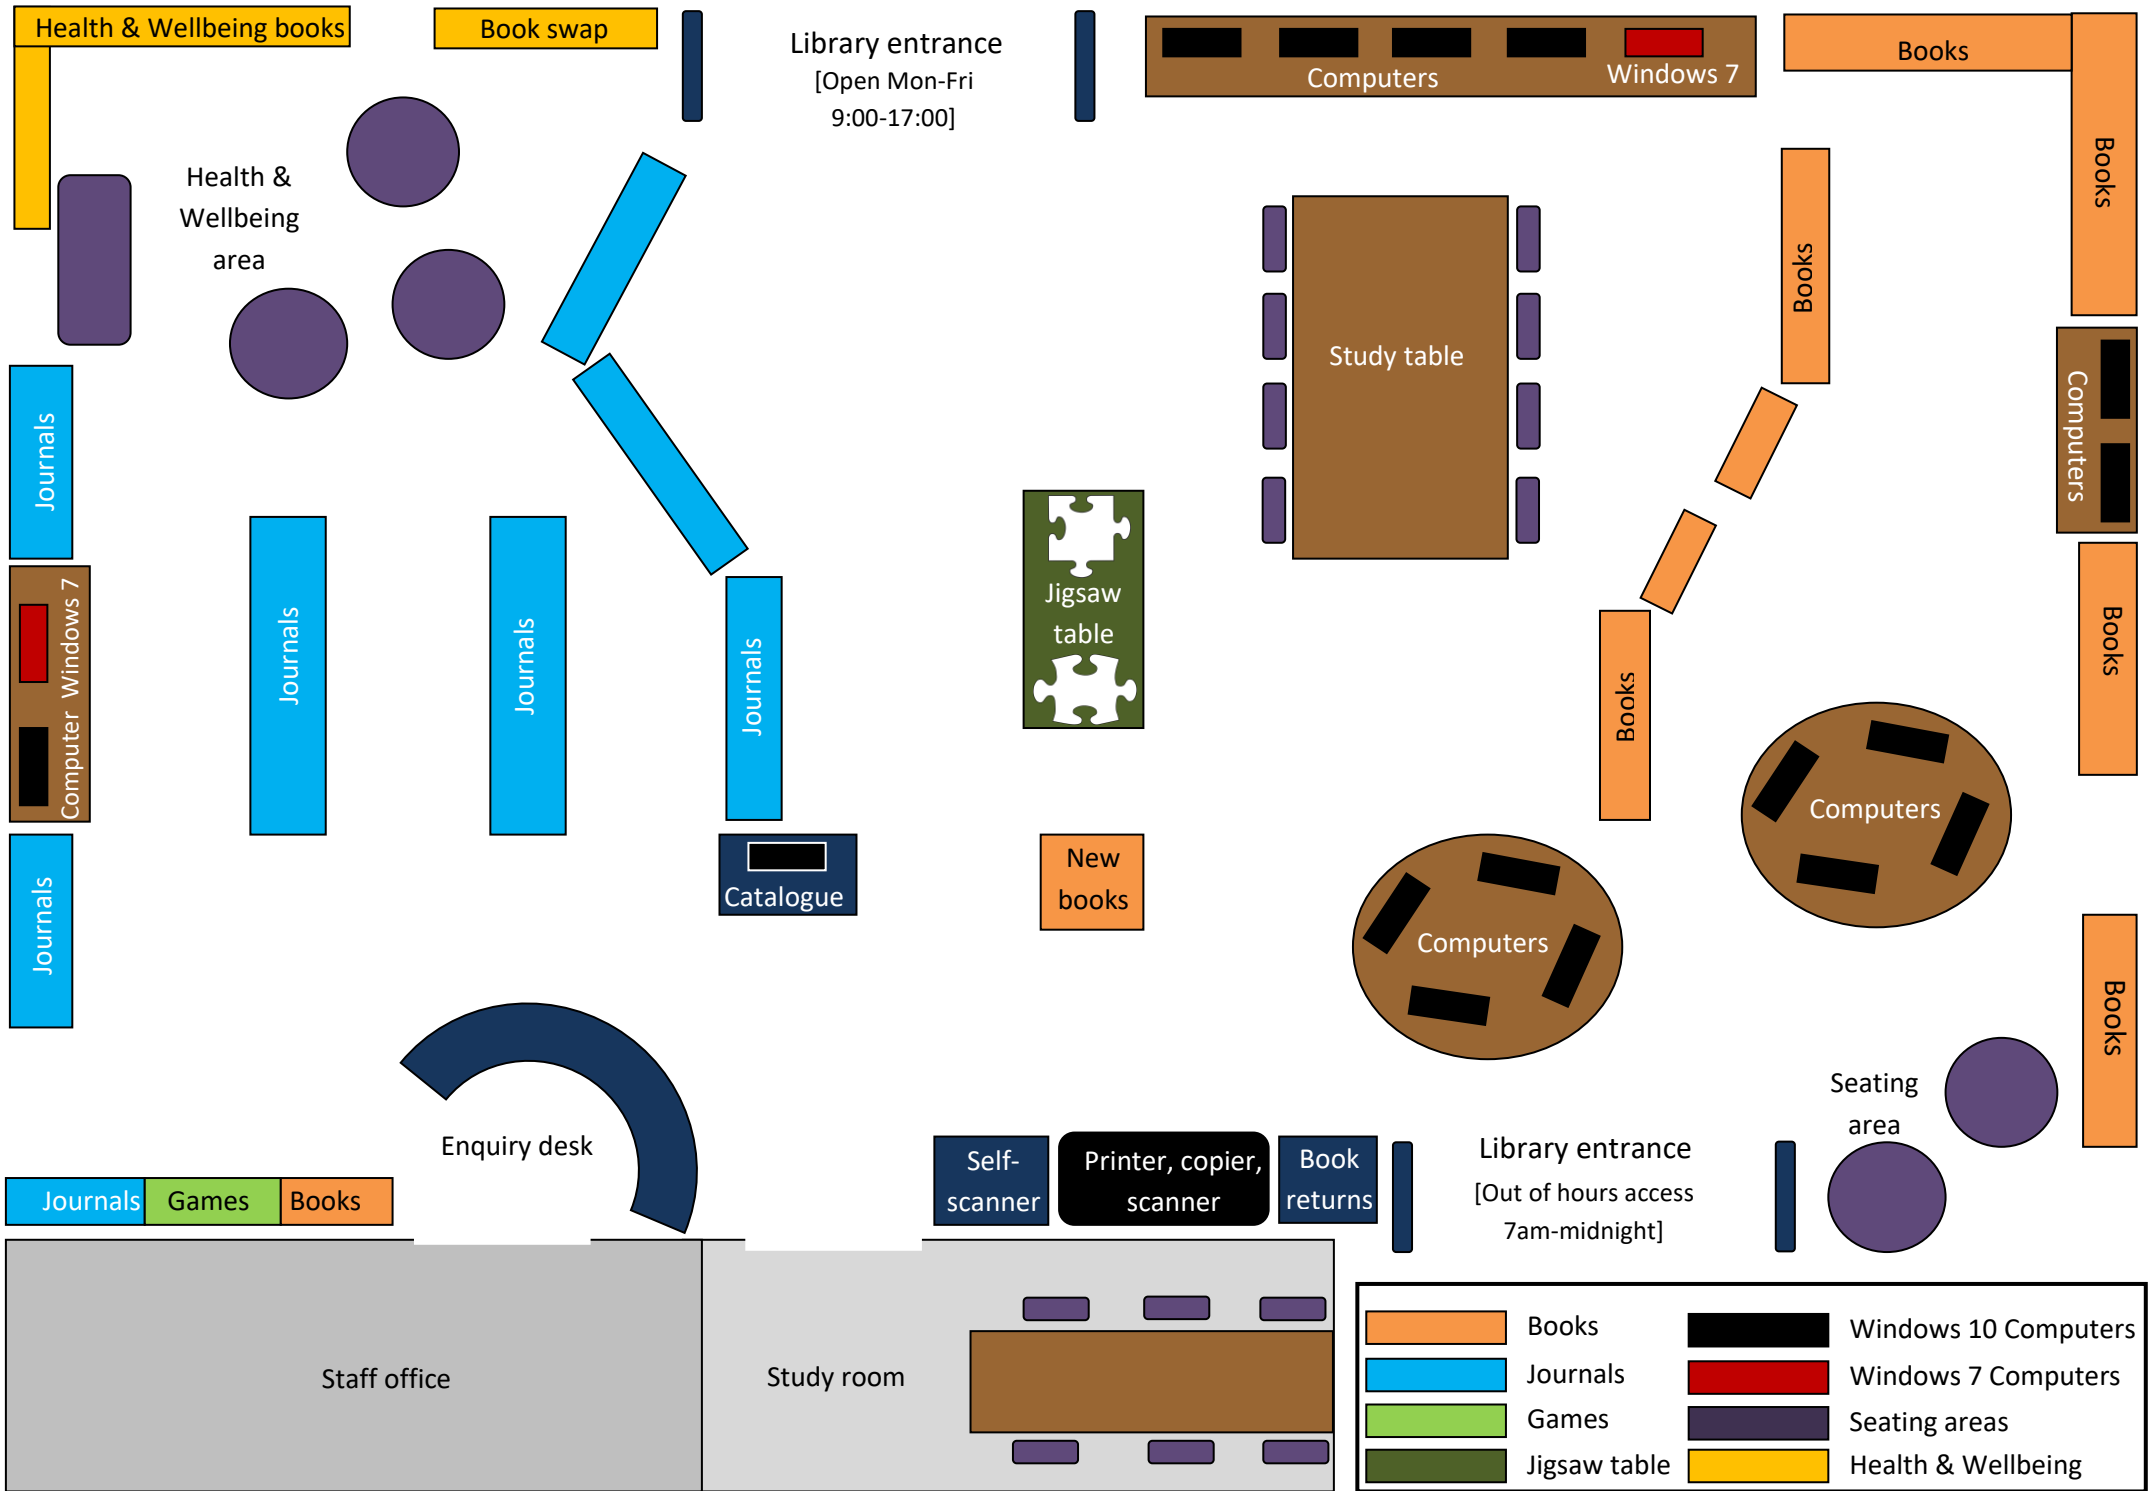 Health & Wellbeing books
Book swap
Library entrance
[Open Mon-Fri
9:00-17:00]
Computers
Windows 7
Books
Books
Health &
Wellbeing
area
Books
Study table
Computers
Journals
Journals
Journals
Journals
Jigsaw
table
Books
Books
Computer Windows 7
Computers
Catalogue
New
books
Computers
Journals
Books
Enquiry desk
Seating
area
Self-
scanner
Printer, copier,
scanner
Book
returns
Library entrance
[Out of hours access
7am-midnight]
Journals
Games
Books
Staff office
Study room
Books
Windows 10 Computers
Journals
Windows 7 Computers
Games
Seating areas
Jigsaw table
Health & Wellbeing